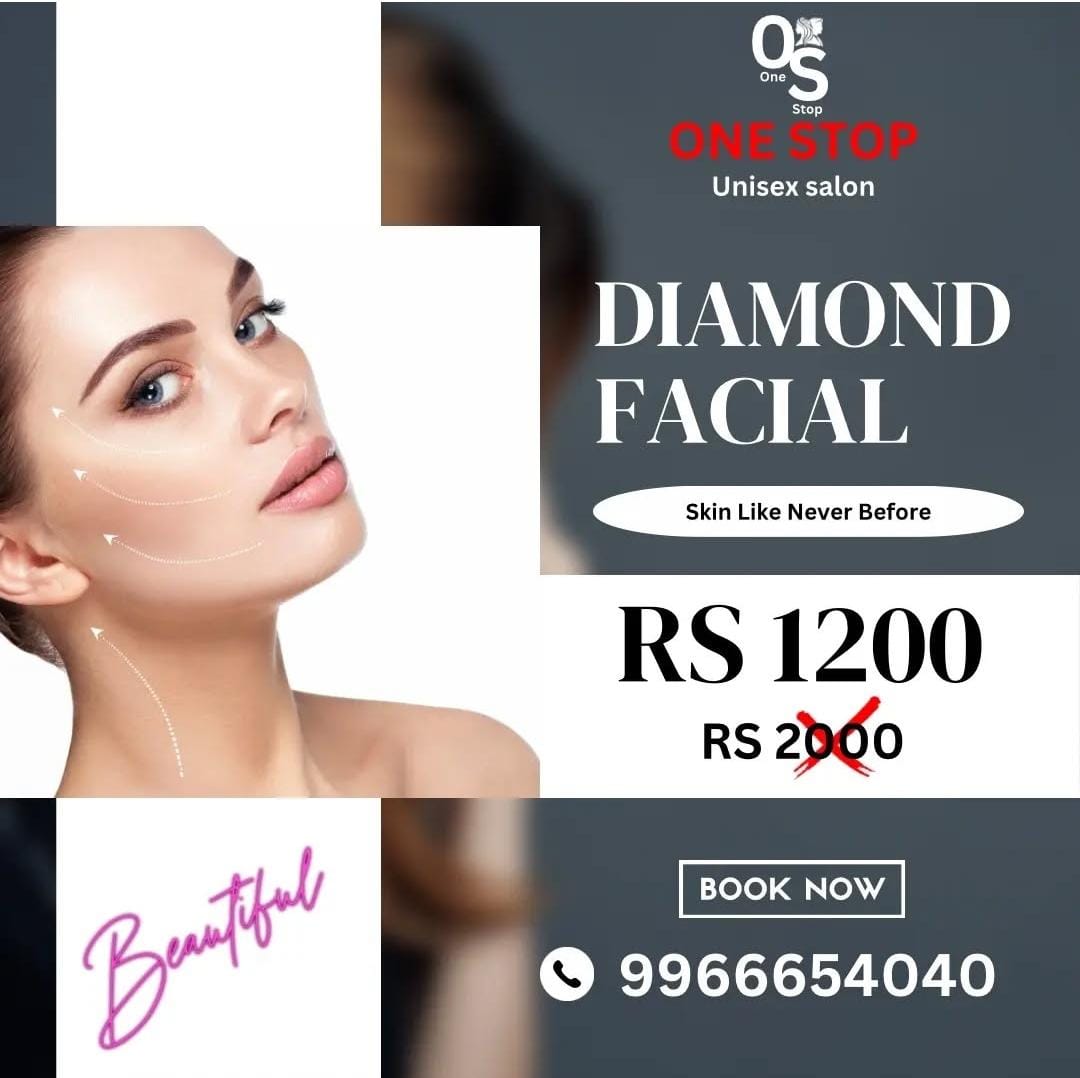 OS
One
Stop
ONE STOP
Unisex salon
DIAMOND
FACIAL
Skin Like Never Before
RS 1200
RS 2000
Beautiful
BOOK NOW
9966654040